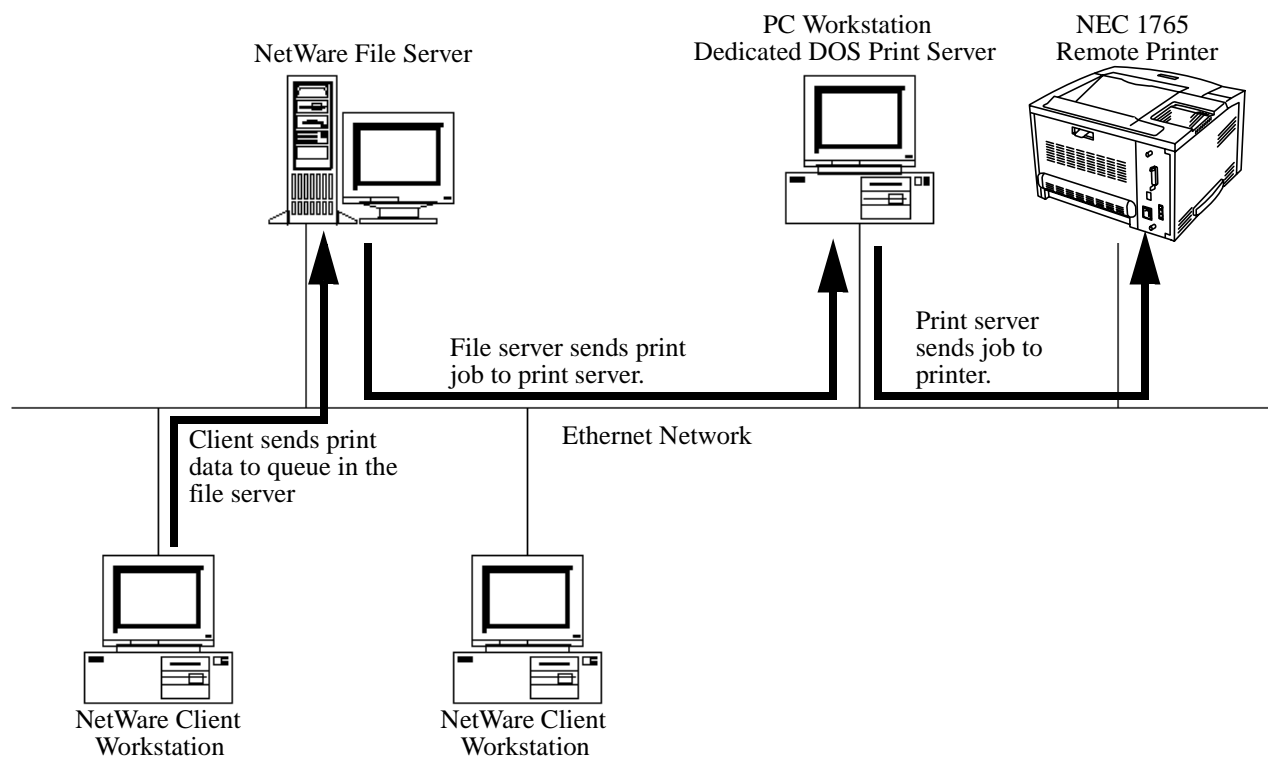 NetWare File Server
PC Workstation
Dedicated DOS Print Server
NEC 1765
Remote Printer
File server sends print
job to print server.
Print server
sends job to
printer.
Client sends print
data to queue in the
file server
Ethernet Network
NetWare Client
Workstation
NetWare Client
Workstation